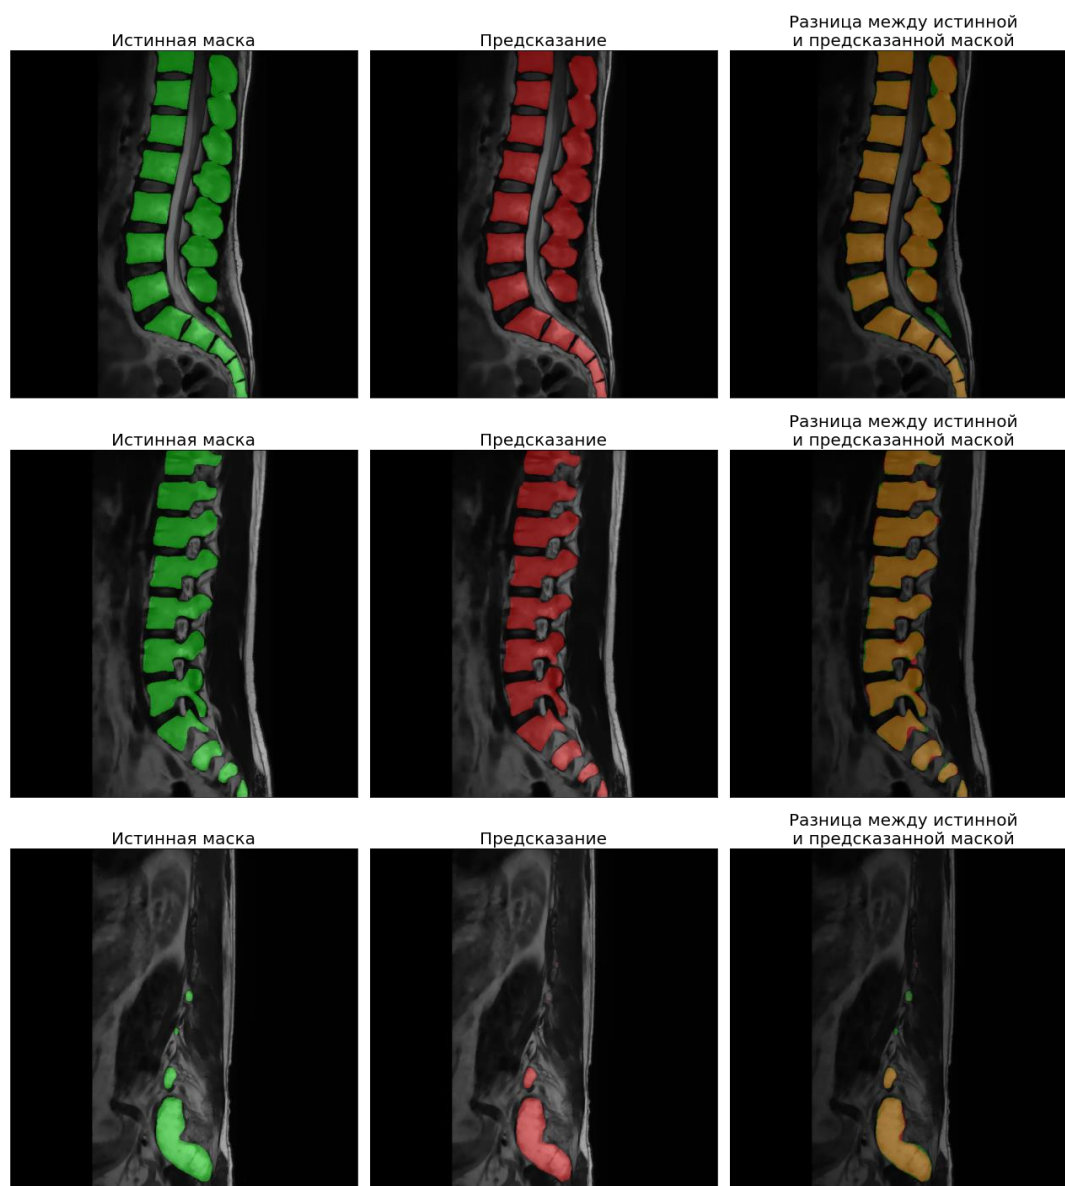 Истинная маска
Предсказание
Разница между истинной
и предсказанной маской
Истинная маска
Предсказание
Разница между истинной
и предсказанной маской
Истинная маска
Предсказание
Разница между истинной
и предсказанной маской